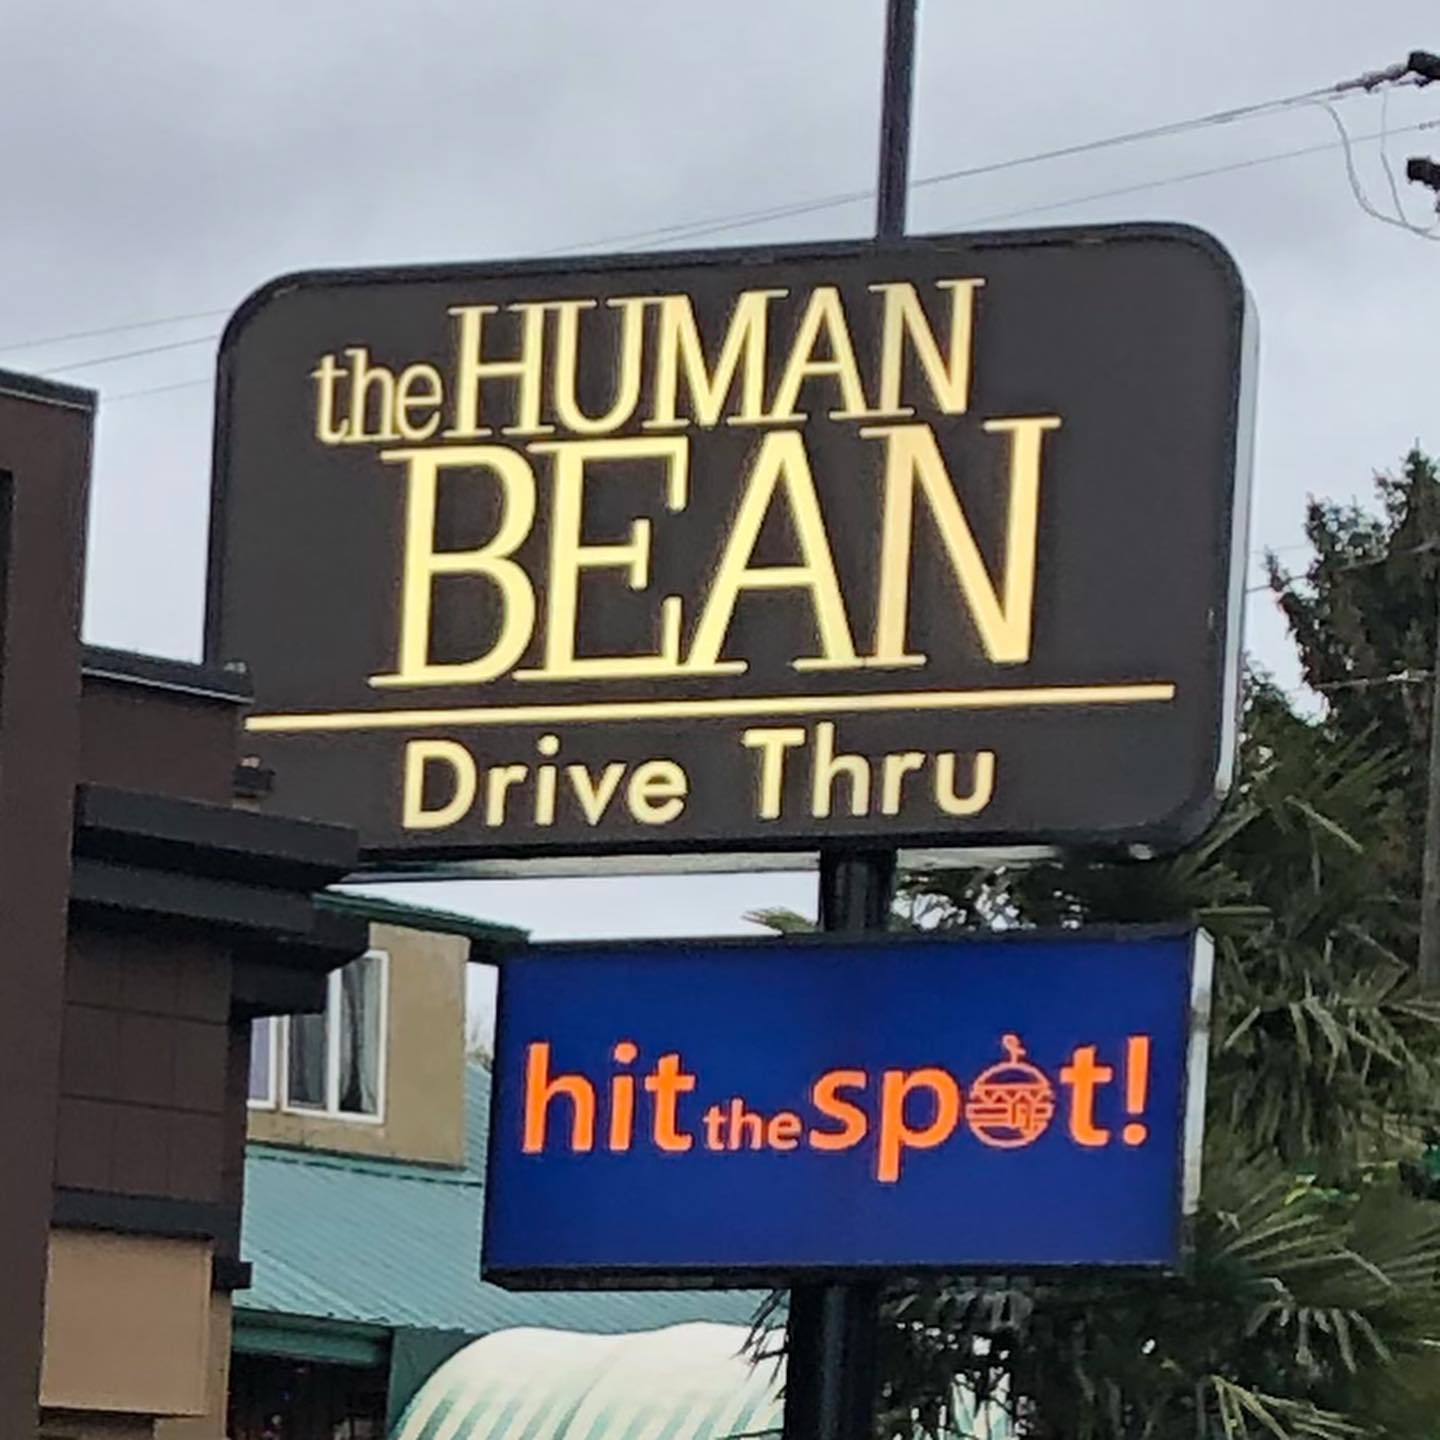 the HUMAN
BEAN
Drive Thru
hit the spot!